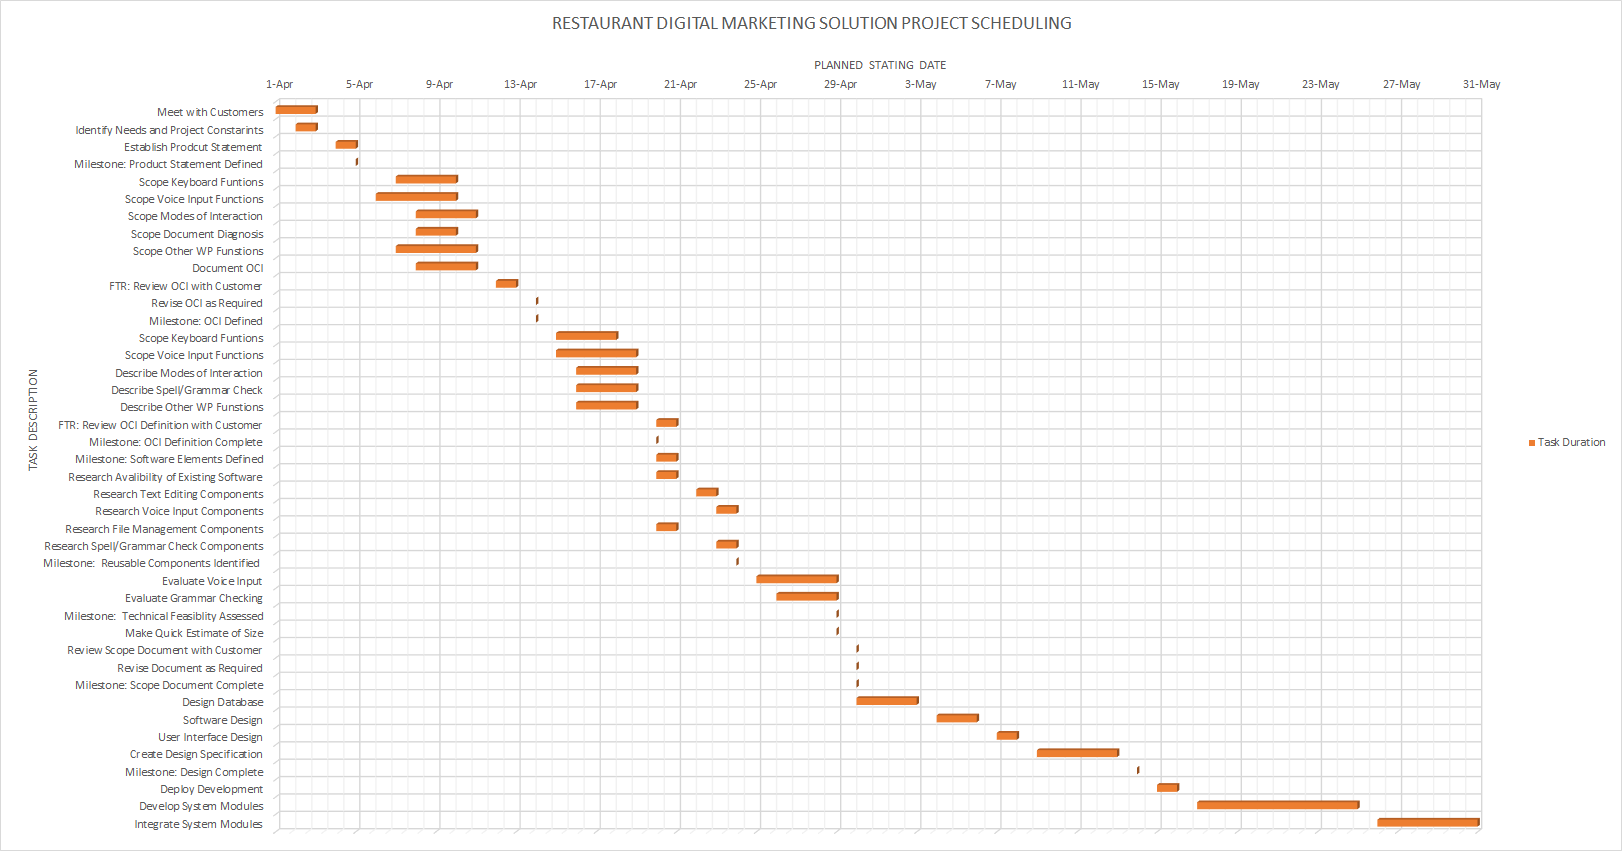 RESTAURANT DIGITAL MARKETING SOLUTION PROJECT SCHEDULING
PLANNED STATING DATE
1-Apr 5-Apr 9-Apr 13-Apr 17-Apr 21-Apr 25-Apr 29-Apr 3-May 7-May 11-May 15-May 19-May 23-May 27-May 31-May
TASK DESCRIPTION
Meet with Customers
Identify Needs and Project Constarints
Establish Prodcut Statement
Milestone: Product Statement Defined
Scope Keyboard Funtions
Scope Voice Input Functions
Scope Modes of Interaction
Scope Document Diagnosis
Scope Other WP Funstions
Document OCI
FTR: Review OCI with Customer
Revise OCI as Required
Milestone: OCI Defined
Scope Keyboard Funtions
Scope Voice Input Functions
Describe Modes of Interaction
Describe Spell/Grammar Check
Describe Other WP Funstions
FTR: Review OCI Definition with Customer
Milestone: OCI Definition Complete
Milestone: Software Elements Defined
Research Avalibility of Existing Software
Research Text Editing Components
Research Voice Input Components
Research File Management Components
Research Spell/Grammar Check Components
Milestone: Reusable Components Identified
Evaluate Voice Input
Evaluate Grammar Checking
Milestone: Technical Feasiblity Assessed
Make Quick Estimate of Size
Review Scope Document with Customer
Revise Document as Required
Milestone: Scope Document Complete
Design Database
Software Design
User Interface Design
Create Design Specification
Milestone: Design Complete
Deploy Development
Develop System Modules
Integrate System Modules
Task Duration